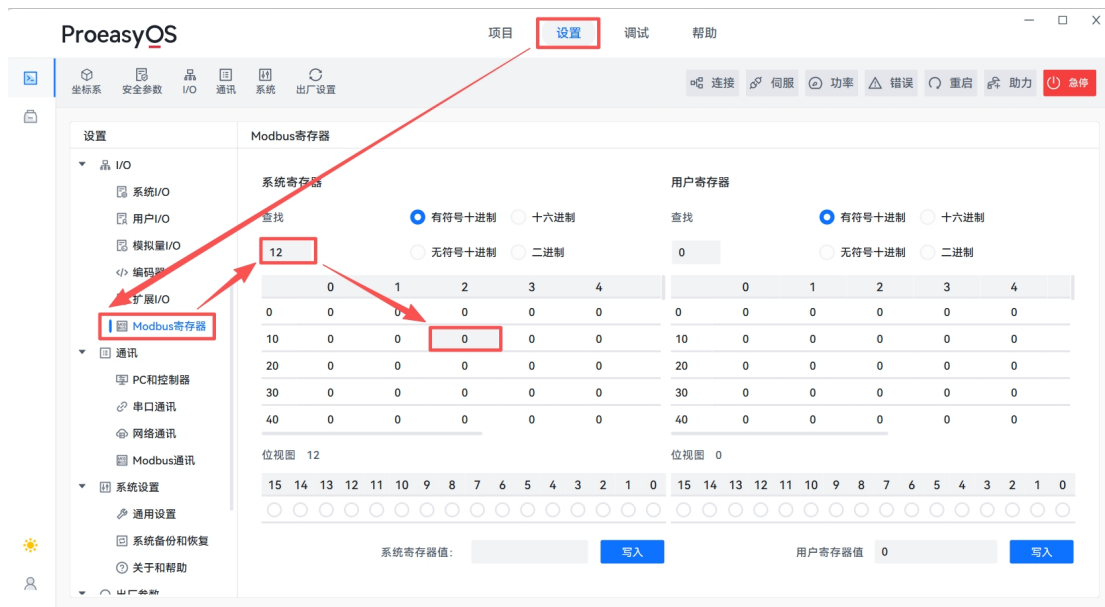 ProeasyOS 项目 设置 调试 帮助
坐标系 安全参数 I/O 通讯 系统 出厂设置 连接 伺服 功率 错误 重启 助力 急停
设置 Modbus寄存器
I/O
系统I/O
用户I/O
模拟量I/O
编码器
扩展I/O
Modbus寄存器
通讯
PC和控制器
串口通讯
网络通讯
Modbus通讯
系统设置
通用设置
系统备份和恢复
关于和帮助
出厂参数
系统寄存器
查找 有符号十进制 十六进制
12 无符号十进制 二进制
0 1 2 3 4
0 0 0 0 0 0
10 0 0 0 0 0
20 0 0 0 0 0
30 0 0 0 0 0
40 0 0 0 0 0
位视图 12
15 14 13 12 11 10 9 8 7 6 5 4 3 2 1 0
系统寄存器值: 写入
用户寄存器
查找 有符号十进制 十六进制
0 无符号十进制 二进制
0 1 2 3 4
0 0 0 0 0 0
10 0 0 0 0 0
20 0 0 0 0 0
30 0 0 0 0 0
40 0 0 0 0 0
位视图 0
15 14 13 12 11 10 9 8 7 6 5 4 3 2 1 0
用户寄存器值 0 写入